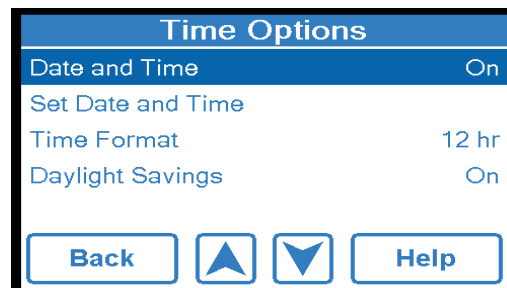 Time Options
Date and Time On
Set Date and Time
Time Format 12 hr
Daylight Savings On
Back Help